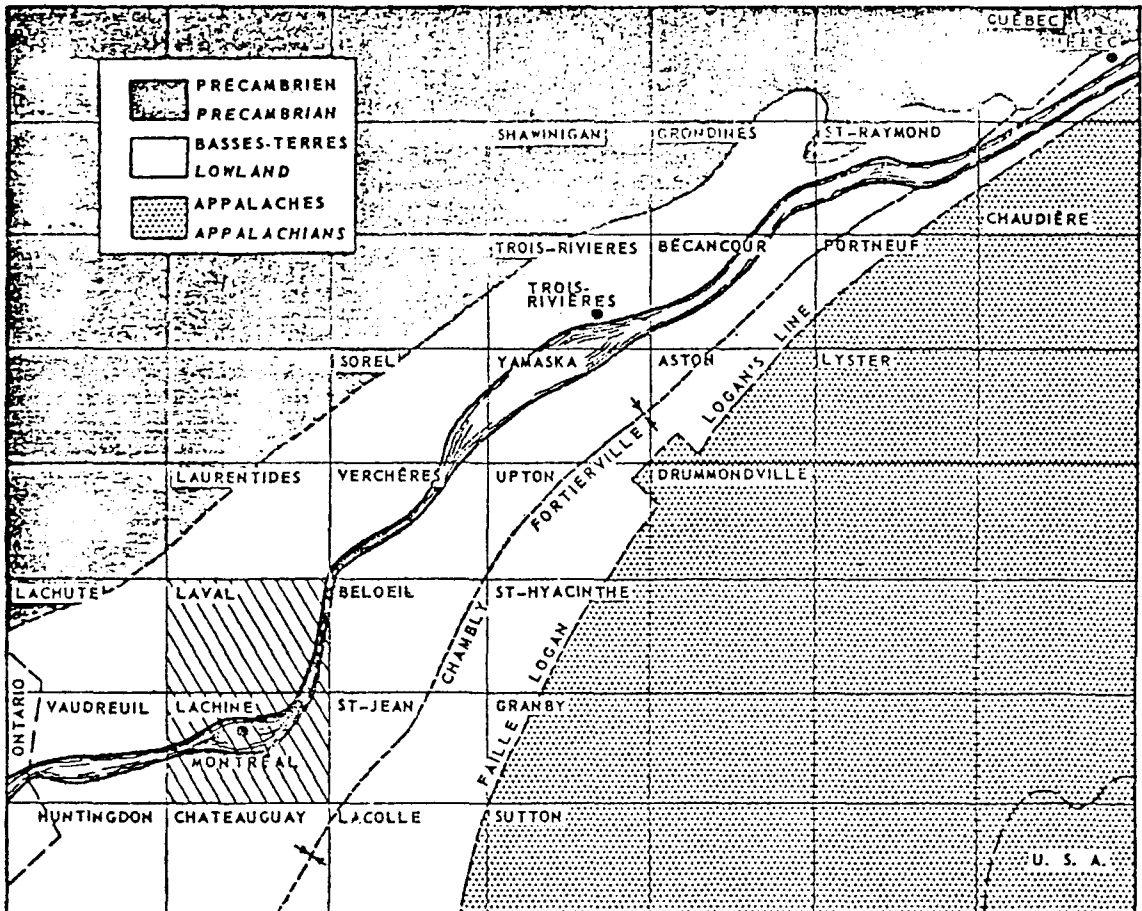 QUÉBEC
PRÉCAMBRIEN
PRECAMBRIAN
BASSES-TERRES
LOWLAND
APPALACHES
APPALACHIANS
SHAWINIGAN
GRONDINES
ST-RAYMOND
CHAUDIÈRE
TROIS-RIVIERES
BÉCANCOUR
PORTNEUF
TROIS-
RIVIÈRES
SOREL
YAMASKA
ASTON
LOGAN'S LINE
LYSTER
LAURENTIDES
VERCHÈRES
UPTON
FORTIERVILLE
DRUMMONDVILLE
LACHUTE
LAVAL
BELOEIL
ST-HYACINTHE
CHAMBLY
FAILLE LOGAN
ONTARIO
VAUDREUIL
LACHINE
ST-JEAN
GRANBY
MONTRÉAL
HUNTINGDON
CHATEAUGUAY
LACOLLE
SUTTON
U. S. A.